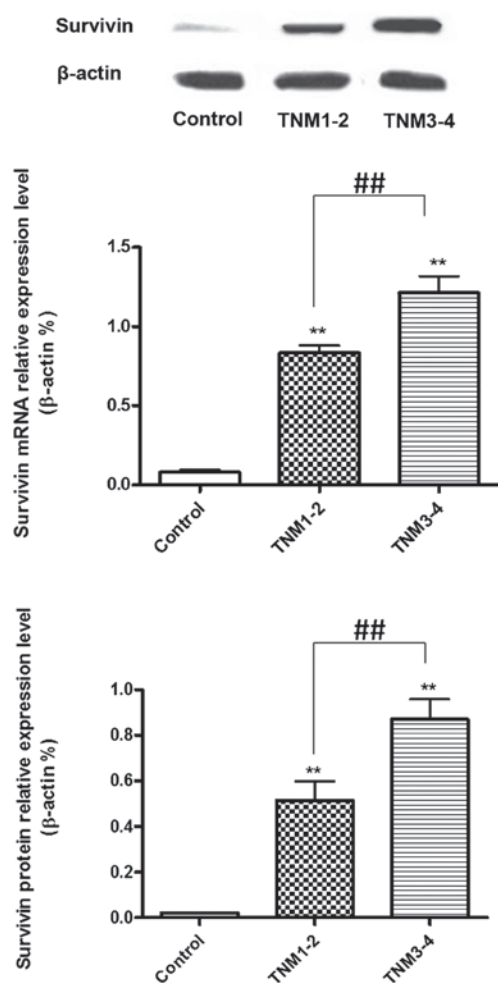 Survivin
β-actin
Control TNM1-2 TNM3-4
##
Survivin mRNA relative expression level
(β-actin %)
1.5
1.0
0.5
0.0
**
**
Control
TNM1-2
TNM3-4
##
Survivin protein relative expression level
(β-actin %)
1.0
0.8
0.6
0.4
0.2
0.0
**
**
Control
TNM1-2
TNM3-4